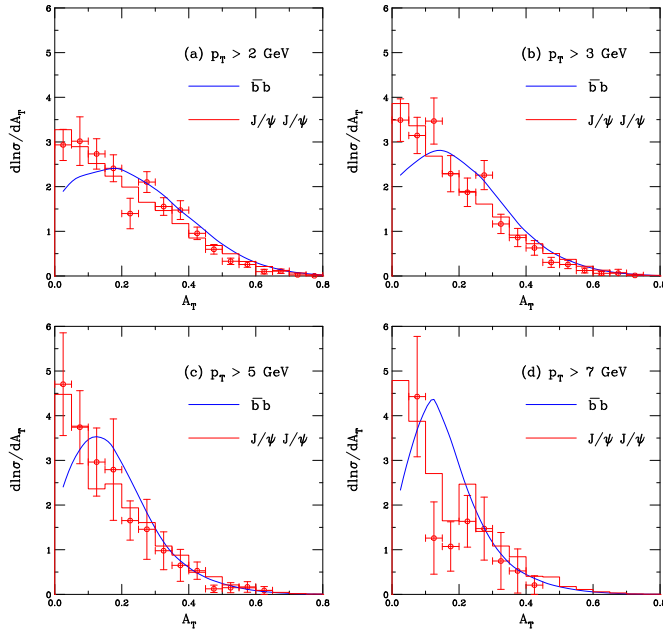 6
5
4
3
2
1
0
dlnσ/dA_T
(a) p_T > 2 GeV
b̅b
J/ψ J/ψ
0.0 0.2 0.4 0.6 0.8
A_T
6
5
4
3
2
1
0
dlnσ/dA_T
(b) p_T > 3 GeV
b̅b
J/ψ J/ψ
0.0 0.2 0.4 0.6 0.8
A_T
6
5
4
3
2
1
0
dlnσ/dA_T
(c) p_T > 5 GeV
b̅b
J/ψ J/ψ
0.0 0.2 0.4 0.6 0.8
A_T
6
5
4
3
2
1
0
dlnσ/dA_T
(d) p_T > 7 GeV
b̅b
J/ψ J/ψ
0.0 0.2 0.4 0.6 0.8
A_T